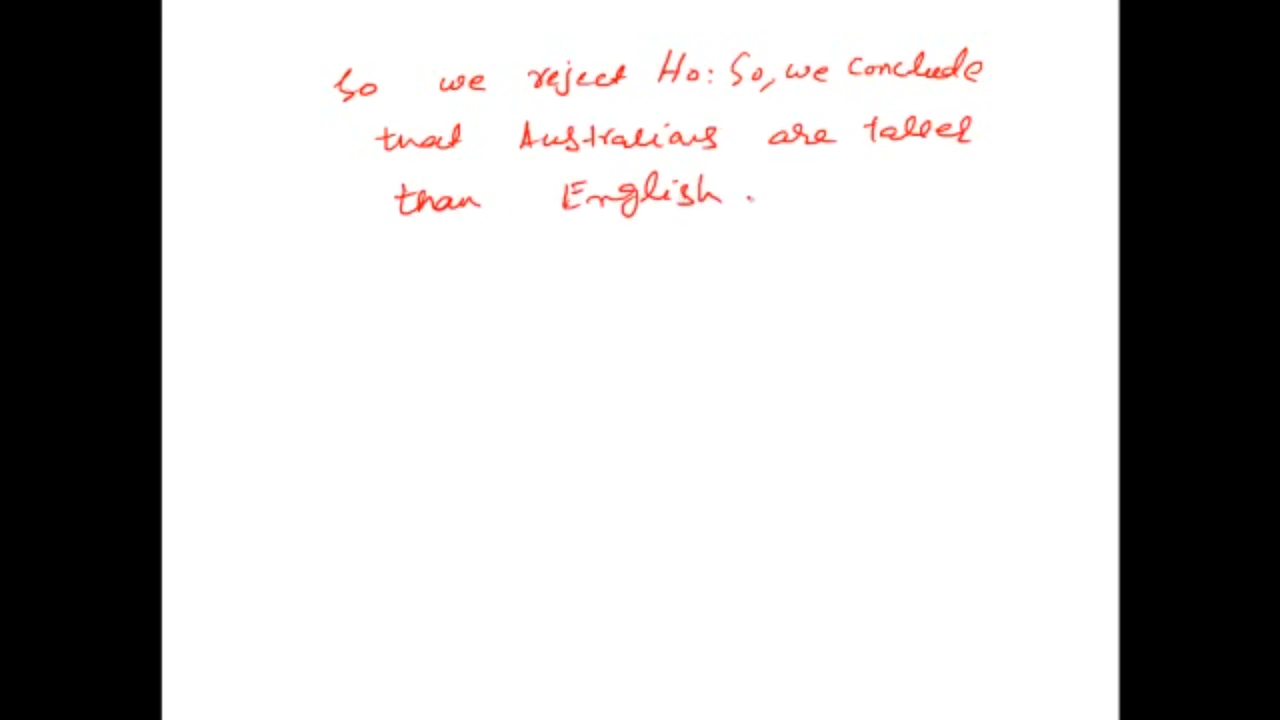 So we reject Ho: So, we conclude
that Australians are taller
than English.